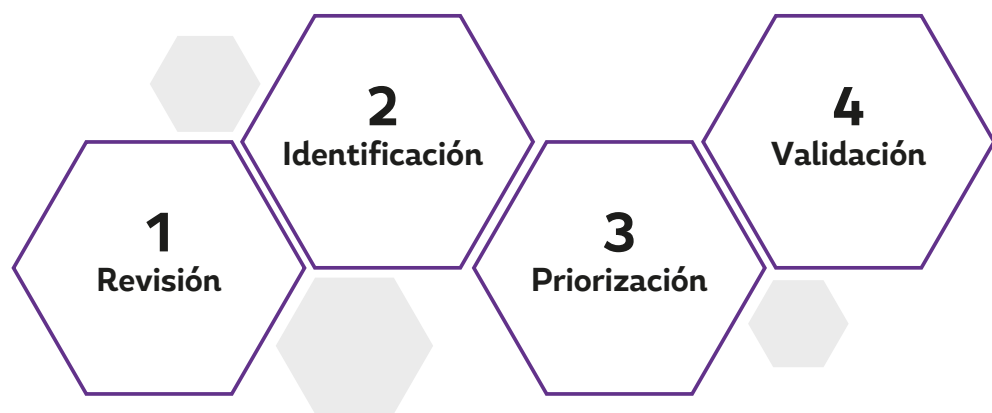 1
Revisión
2
Identificación
3
Priorización
4
Validación